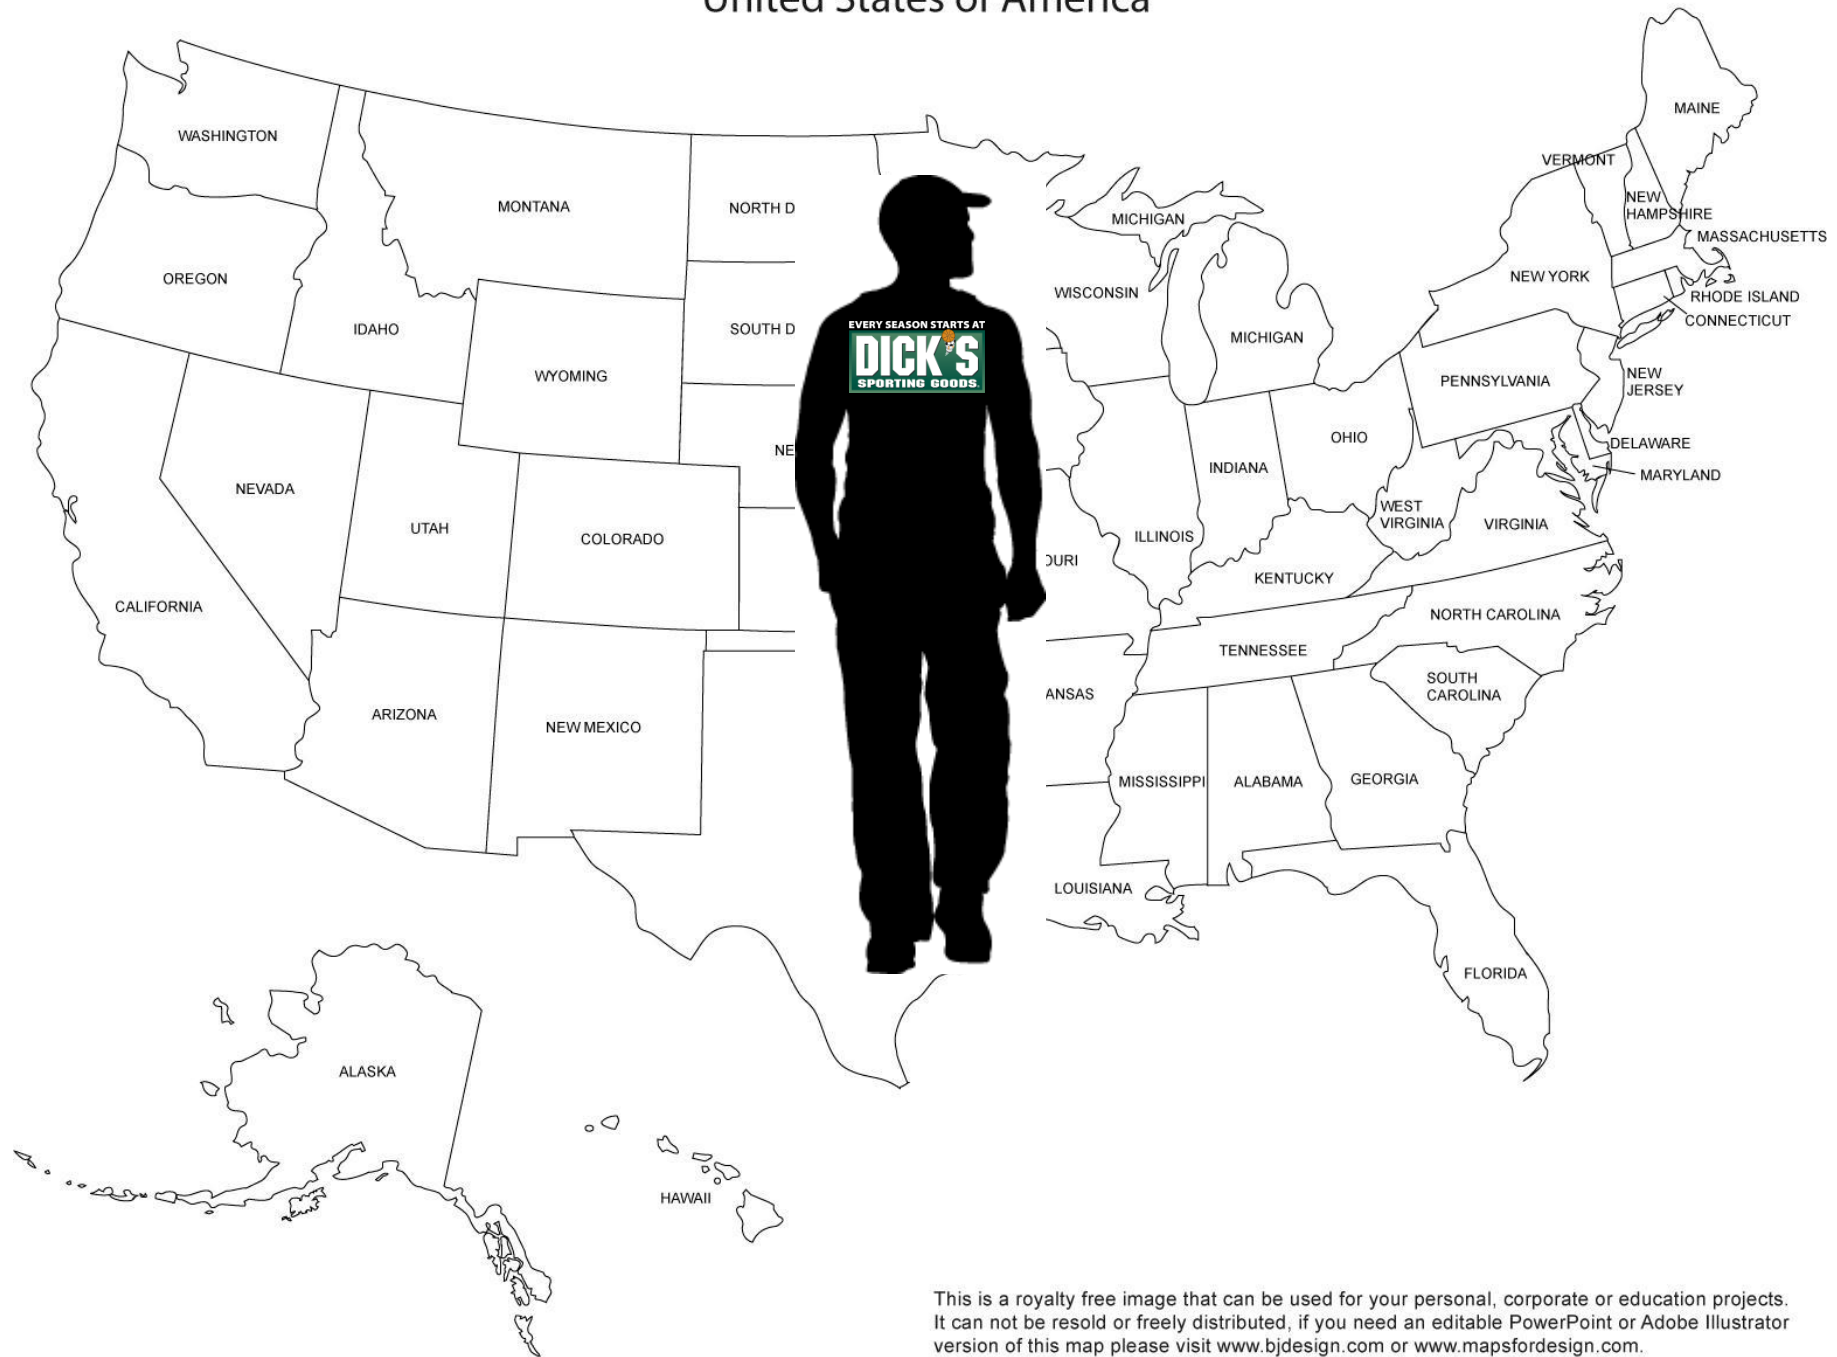 United States of America
WASHINGTON
MONTANA
NORTH D
OREGON
IDAHO
WYOMING
SOUTH D
NE
NEVADA
UTAH
COLORADO
CALIFORNIA
ARIZONA
NEW MEXICO
EVERY SEASON STARTS AT
DICK'S
SPORTING GOODS.
MAINE
VERMONT
NEW
HAMPSHIRE
MASSACHUSETTS
MICHIGAN
WISCONSIN
NEW YORK
RHODE ISLAND
CONNECTICUT
MICHIGAN
PENNSYLVANIA
NEW
JERSEY
OHIO
DELAWARE
INDIANA
MARYLAND
WEST
VIRGINIA
VIRGINIA
ILLINOIS
OURI
KENTUCKY
NORTH CAROLINA
TENNESSEE
SOUTH
CAROLINA
ANSAS
MISSISSIPPI
ALABAMA
GEORGIA
LOUISIANA
FLORIDA
ALASKA
HAWAII
This is a royalty free image that can be used for your personal, corporate or education projects.
It can not be resold or freely distributed, if you need an editable PowerPoint or Adobe Illustrator
version of this map please visit www.bjdesign.com or www.mapsfordesign.com.